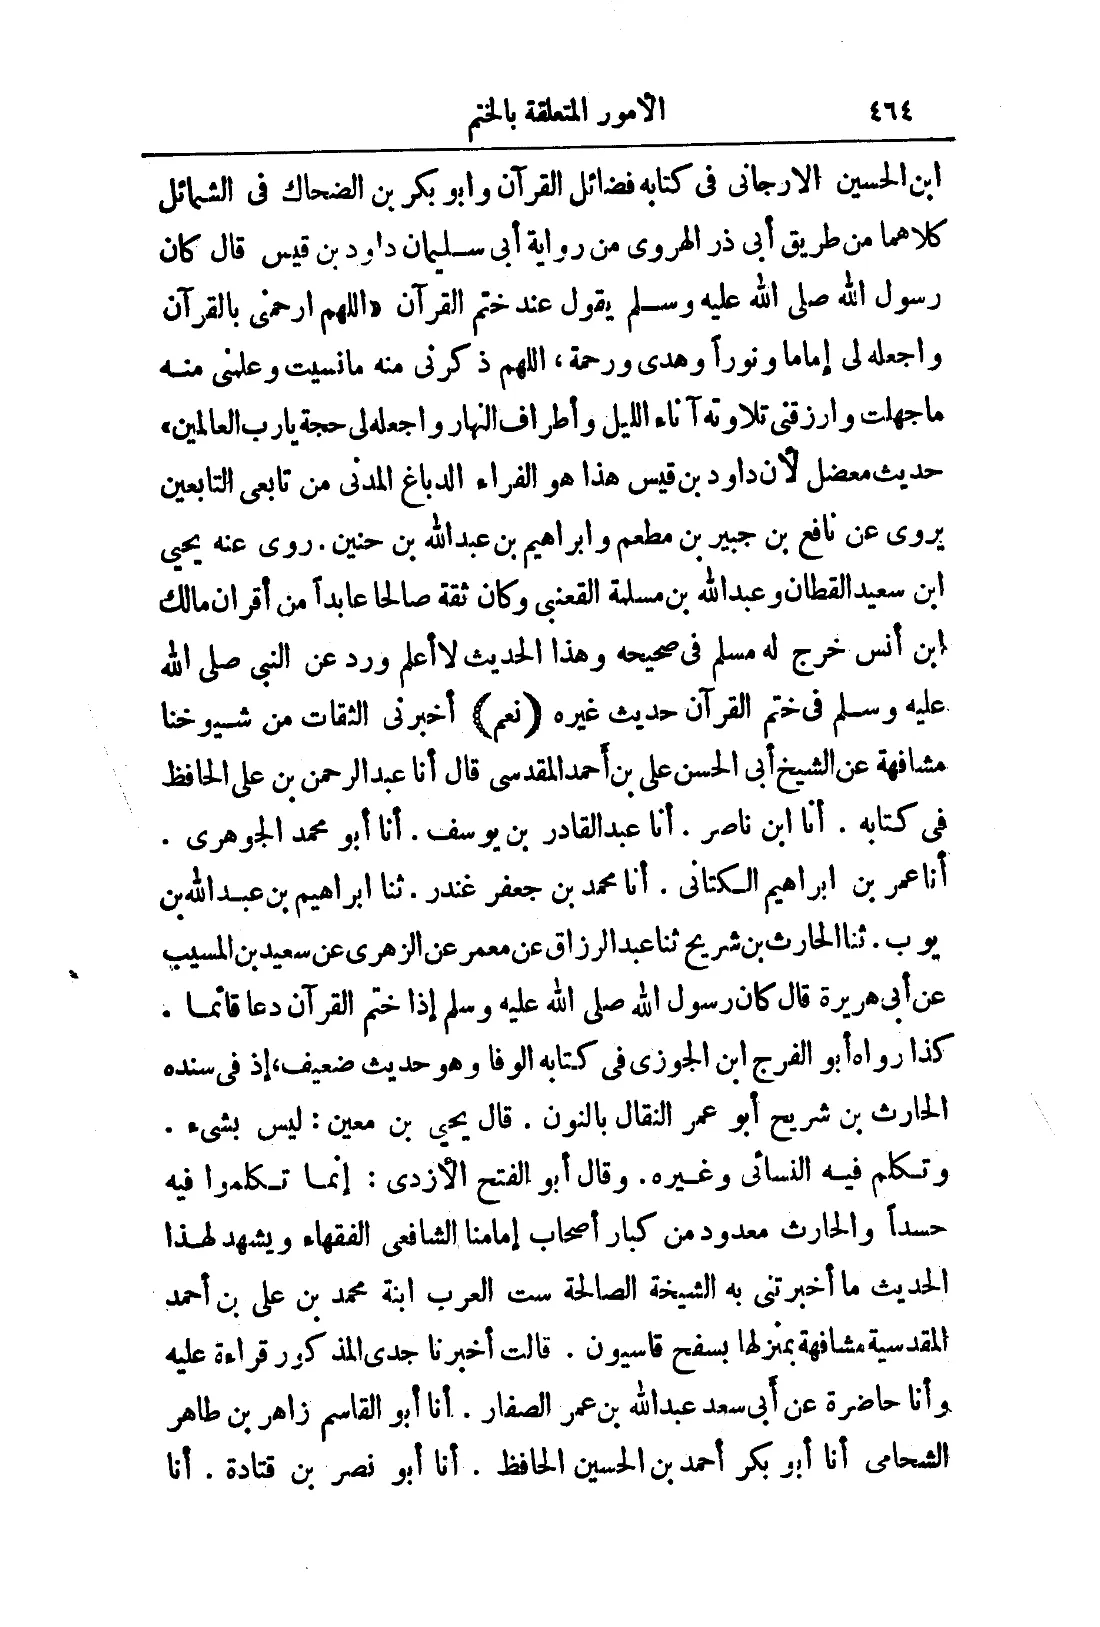 ٤٦٤ الأمور المتعلقة بالختم
ابن الحسين الارجانى فى كتابه فضائل القرآن وابو بكر بن الضحاك فى الشمائل
كلاهما من طريق أبى ذر الهروى من رواية أبى سليمان داود بن قيس قال كان
رسول الله صلى الله عليه وسلم يقول عند ختم القرآن «اللهم ارحمنى بالقرآن
واجعله لى إماما ونوراً وهدى ورحمة، اللهم ذكرنى منه مانسيت وعلمنى منه
ماجهلت وارزقنى تلاوته آناء الليل وأطراف النهار واجعله لى حجة يارب العالمين»
حديث معضل لأن داود بن قيس هذا هو الفراء الدباغ المدنى من تابعى التابعين
يروى عن نافع بن جبير بن مطعم وابراهيم بن عبدالله بن حنين. روى عنه يحيى
ابن سعيد القطان وعبدالله بن مسلمة القعنبى وكان ثقة صالحا عابداً من أقران مالك
ابن أنس خرج له مسلم فى صحيحه وهذا الحديث لا أعلم ورد عن النبى صلى الله
عليه وسلم فى ختم القرآن حديث غيره (نعم) أخبرنى الثقات من شيوخنا
مشافهة عن الشيخ أبى الحسن على بن أحمد المقدسى قال أنا عبدالرحمن بن على الحافظ
فى كتابه . أنا ابن ناصر . أنا عبدالقادر بن يوسف . أنا أبو محمد الجوهرى .
أنا عمر بن ابراهيم الكتانى . أنا محمد بن جعفر غندر . ثنا ابراهيم بن عبدالله بن
يوب . ثنا الحارث بن شريح ثنا عبد الرزاق عن معمر عن الزهرى عن سعيد بن المسيب
عن أبى هريرة قال كان رسول الله صلى الله عليه وسلم إذا ختم القرآن دعا قائما .
كذا رواه أبو الفرج ابن الجوزى فى كتابه الوفا وهو حديث ضعيف، إذ فى سنده
الحارث بن شريح أبو عمر النقال بالنون . قال يحيى بن معين : ليس بشىء .
وتكلم فيه النسائى وغيره. وقال أبو الفتح الأزدى : إنما تكلموا فيه
حسداً والحارث معدود من كبار أصحاب إمامنا الشافعى الفقهاء ويشهد لهذا
الحديث ما أخبرتنى به الشيخة الصالحة ست العرب ابنة محمد بن على بن أحمد
المقدسية مشافهة بمنزلها بسفح قاسيون . قالت أخبرنا جدى المذكور قراءة عليه
وأنا حاضرة عن أبى سعد عبدالله بن عمر الصفار . أنا أبو القاسم زاهر بن طاهر
الشحامى أنا أبو بكر أحمد بن الحسين الحافظ . أنا أبو نصر بن قتادة . أنا